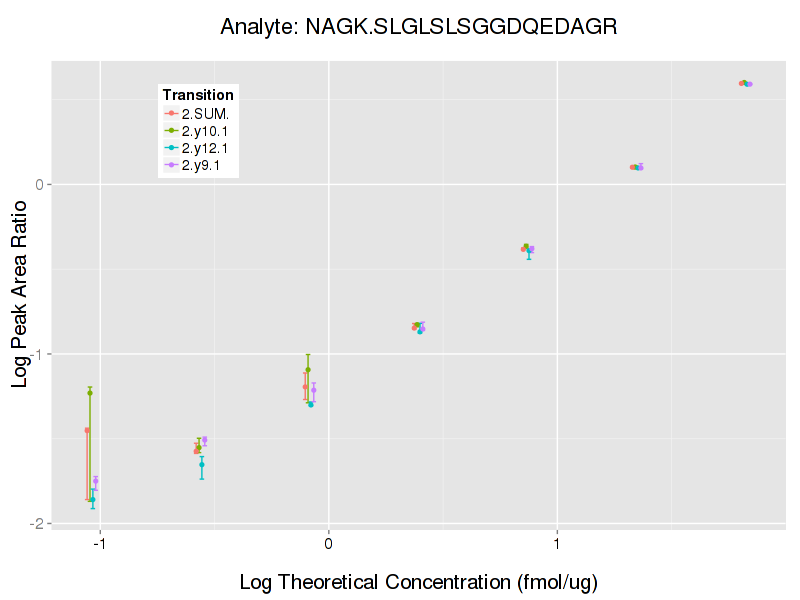 Analyte: NAGK.SLGLSLSGGDQEDAGR
Transition
2.SUM.
2.y10.1
2.y12.1
2.y9.1
Log Peak Area Ratio
0
-1
-2
-1
0
1
Log Theoretical Concentration (fmol/ug)